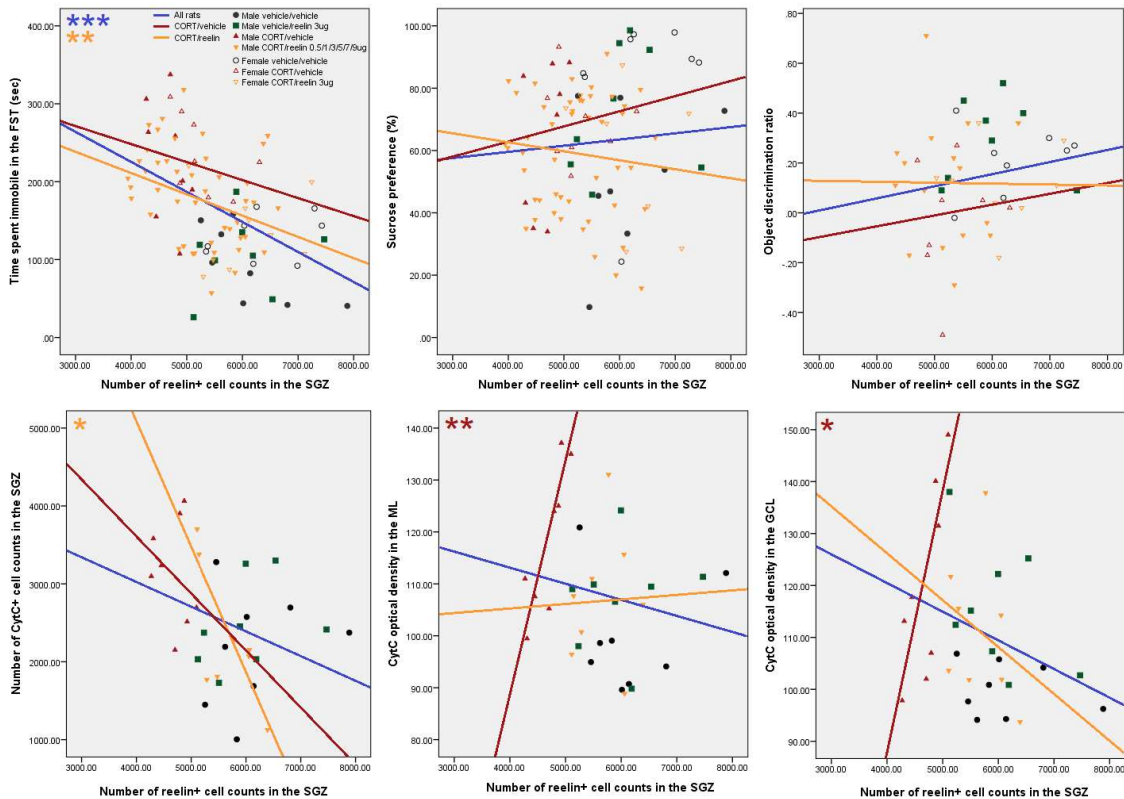 ***
**
All rats
CORT/vehicle
CORT/reelin
Male vehicle/vehicle
Male vehicle/reelin 3ug
Male CORT/vehicle
Male CORT/reelin 0.5/1/3/5/7/9ug
Female vehicle/vehicle
Female CORT/vehicle
Female CORT/reelin 3ug
Time spent immobile in the FST (sec)
400.00
300.00
200.00
100.00
.00
3000.00 4000.00 5000.00 6000.00 7000.00 8000.00
Number of reelin+ cell counts in the SGZ
Sucrose preference (%)
100.00
80.00
60.00
40.00
20.00
.00
3000.00 4000.00 5000.00 6000.00 7000.00 8000.00
Number of reelin+ cell counts in the SGZ
Object discrimination ratio
.80
.60
.40
.20
.00
-.20
-.40
3000.00 4000.00 5000.00 6000.00 7000.00 8000.00
Number of reelin+ cell counts in the SGZ
*
Number of CytC+ cell counts in the SGZ
5000.00
4000.00
3000.00
2000.00
1000.00
3000.00 4000.00 5000.00 6000.00 7000.00 8000.00
Number of reelin+ cell counts in the SGZ
**
CytC optical density in the ML
140.00
130.00
120.00
110.00
100.00
90.00
80.00
3000.00 4000.00 5000.00 6000.00 7000.00 8000.00
Number of reelin+ cell counts in the SGZ
*
CytC optical density in the GCL
150.00
140.00
130.00
120.00
110.00
100.00
90.00
3000.00 4000.00 5000.00 6000.00 7000.00 8000.00
Number of reelin+ cell counts in the SGZ